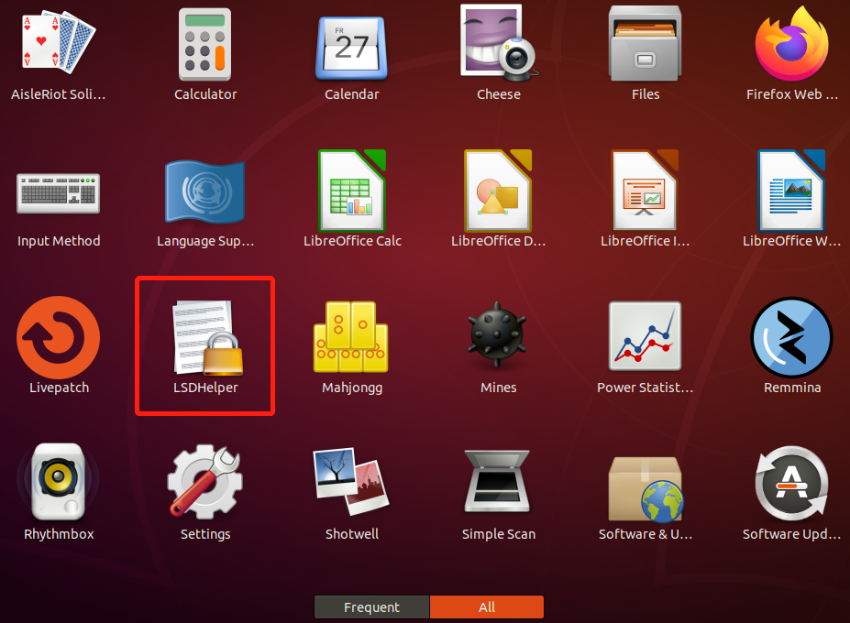 AisleRiot Soli...
Calculator
FR
27
Calendar
Cheese
Files
Firefox Web ...
Input Method
Language Sup...
LibreOffice Calc
LibreOffice D...
LibreOffice I...
LibreOffice W...
Livepatch
LSDHelper
Mahjongg
Mines
Power Statist...
Remmina
Rhythmbox
Settings
Shotwell
Simple Scan
Software & U...
Software Upd...
Frequent
All